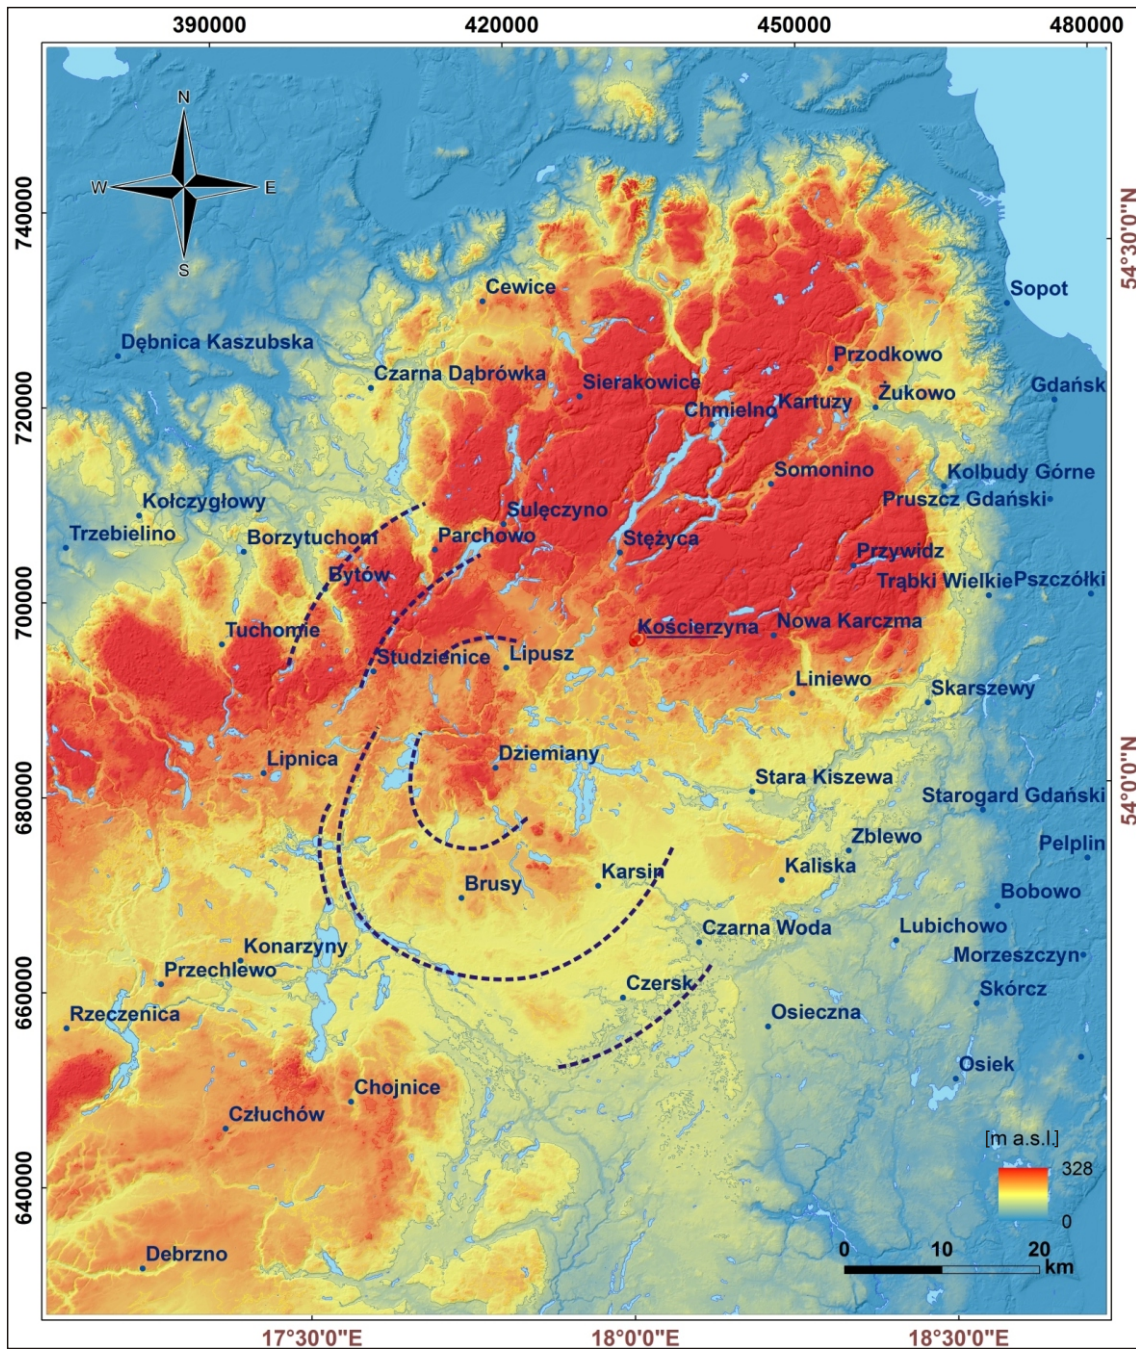 390000 420000 450000 480000
N
W E
S
740000
54°30'0"N
Cewice
Sopot
Dębnica Kaszubska
Przodkowo
Czarna Dąbrówka
Sierakowice
Gdańsk
Żukowo
720000
Chmielno
Kartuzy
Somonino
Kolbudy Górne
Kołczygłowy
Pruszcz Gdański
Sulęczyno
Trzebielino
Borzytuchom
Parchowo
Stężyca
Przywidz
Bytów
Trąbki Wielkie
Pszczółki
700000
Tuchomie
Kościerzyna
Nowa Karczma
Studzienice
Lipusz
Liniewo
Skarszewy
Lipnica
Dziemiany
Stara Kiszewa
54°0'0"N
680000
Starogard Gdański
Zblewo
Pelplin
Brusy
Karsin
Kaliska
Bobowo
Czarna Woda
Lubichowo
Konarzyny
Morzeszczyn
Przechlewo
Czersk
Skórcz
660000
Rzeczenica
Osieczna
Osiek
Chojnice
Człuchów
[m a.s.l.]
328
0
640000
Debrzno
0 10 20
km
17°30'0"E 18°0'0"E 18°30'0"E